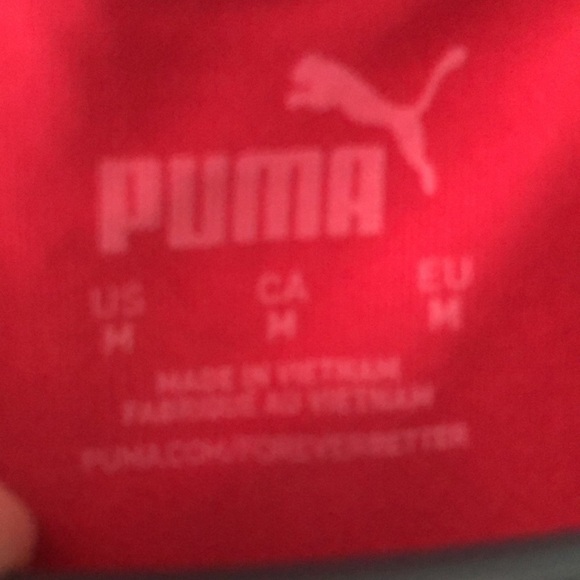 PUMA
US CA EU
M M M
MADE IN VIETNAM
FABRIQUÉ AU VIETNAM
PUMA.COM/FOREVERBETTER